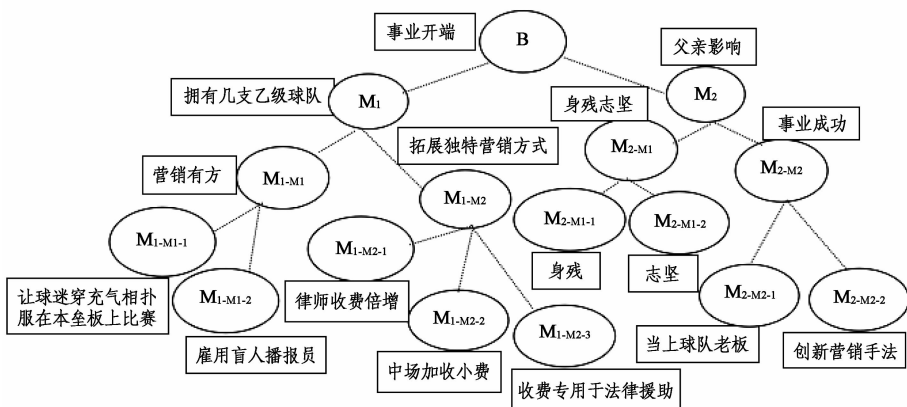 事业开端
B
父亲影响
拥有几支乙级球队
M1
身残志坚
M2
拓展独特营销方式
事业成功
营销有方
M1-M1
M2-M1
M2-M2
M1-M2
M1-M1-1
M1-M2-1
M2-M1-1
M2-M1-2
让球迷穿充气相扑
服在本垒板上比赛
M1-M1-2
律师收费倍增
身残
志坚
M2-M2-1
M2-M2-2
M1-M2-2
M1-M2-3
雇用盲人播报员
中场加收小费
收费专用于法律援助
当上球队老板
创新营销手法